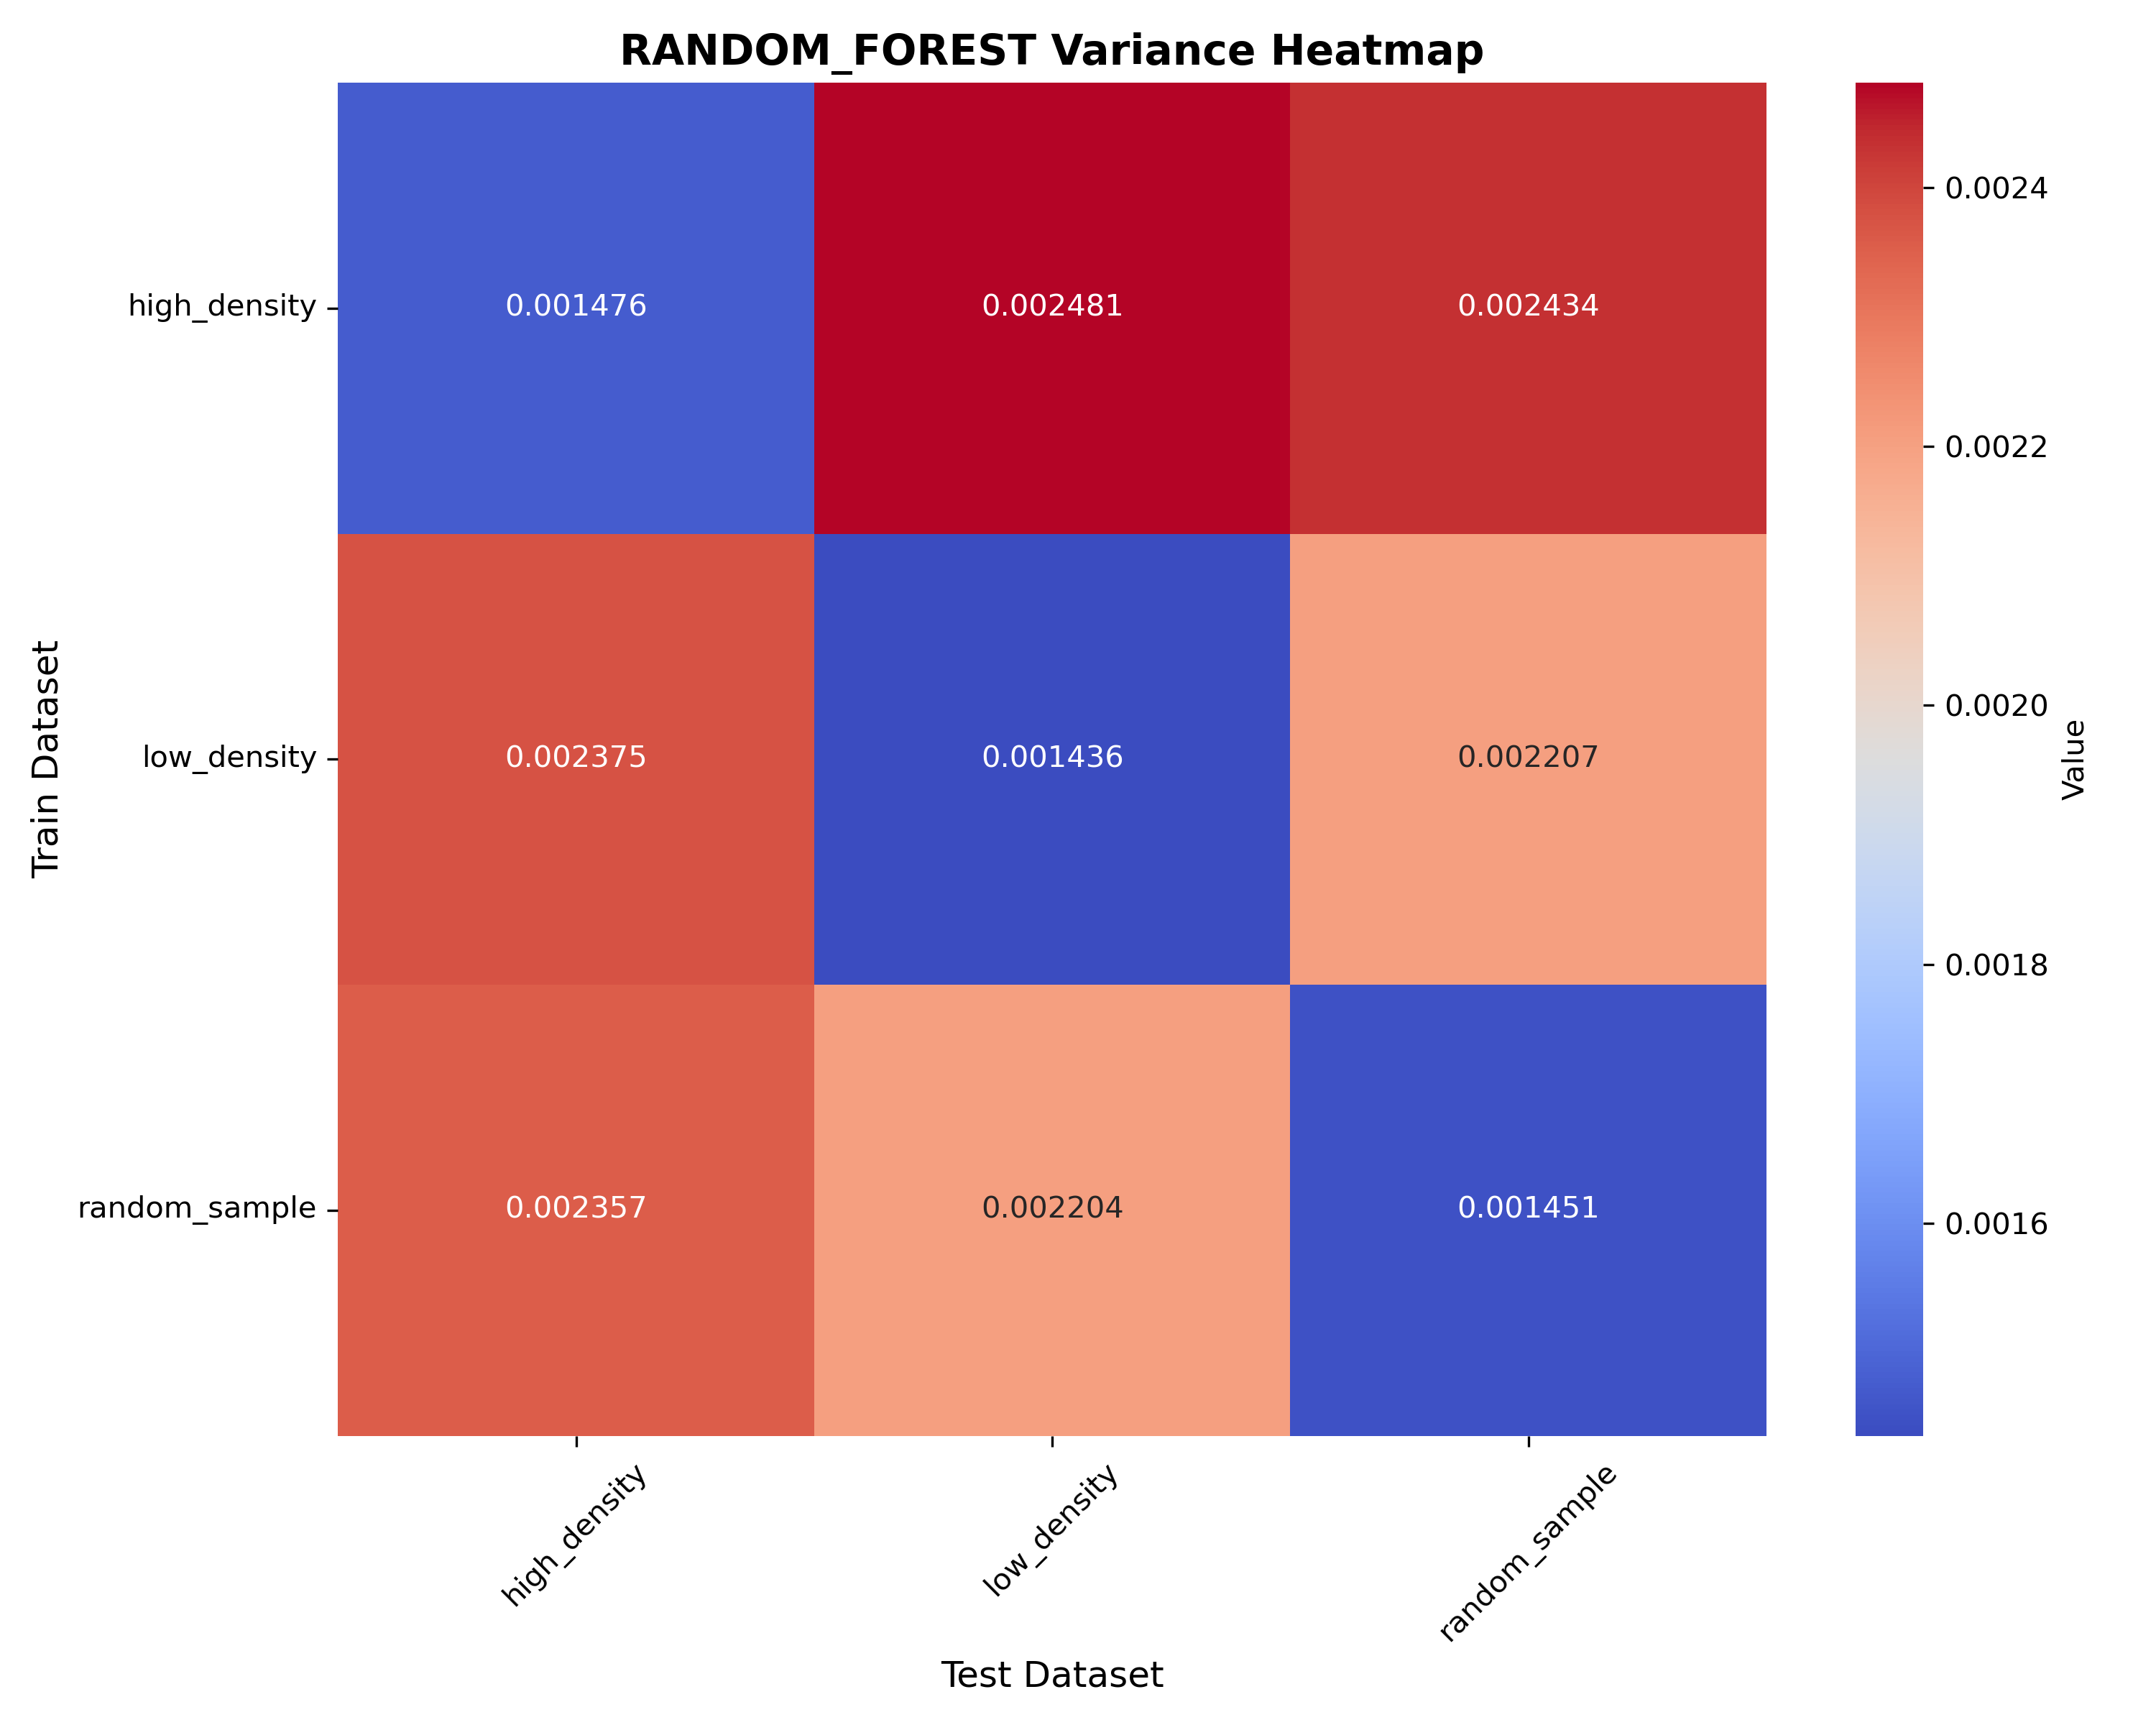 RANDOM_FOREST Variance Heatmap
Train Dataset
high_density
0.001476
0.002481
0.002434
low_density
0.002375
0.001436
0.002207
random_sample
0.002357
0.002204
0.001451
high_density
low_density
random_sample
Test Dataset
0.0024
0.0022
0.0020
0.0018
0.0016
Value